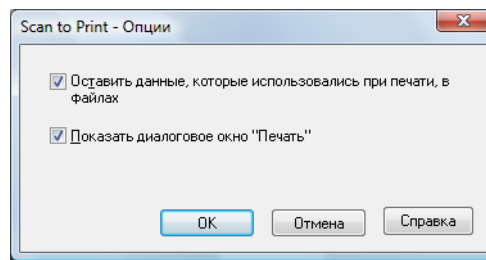 Scan to Print - Опции
Оставить данные, которые использовались при печати, в
файлах
Показать диалоговое окно "Печать"
OK
Отмена
Справка